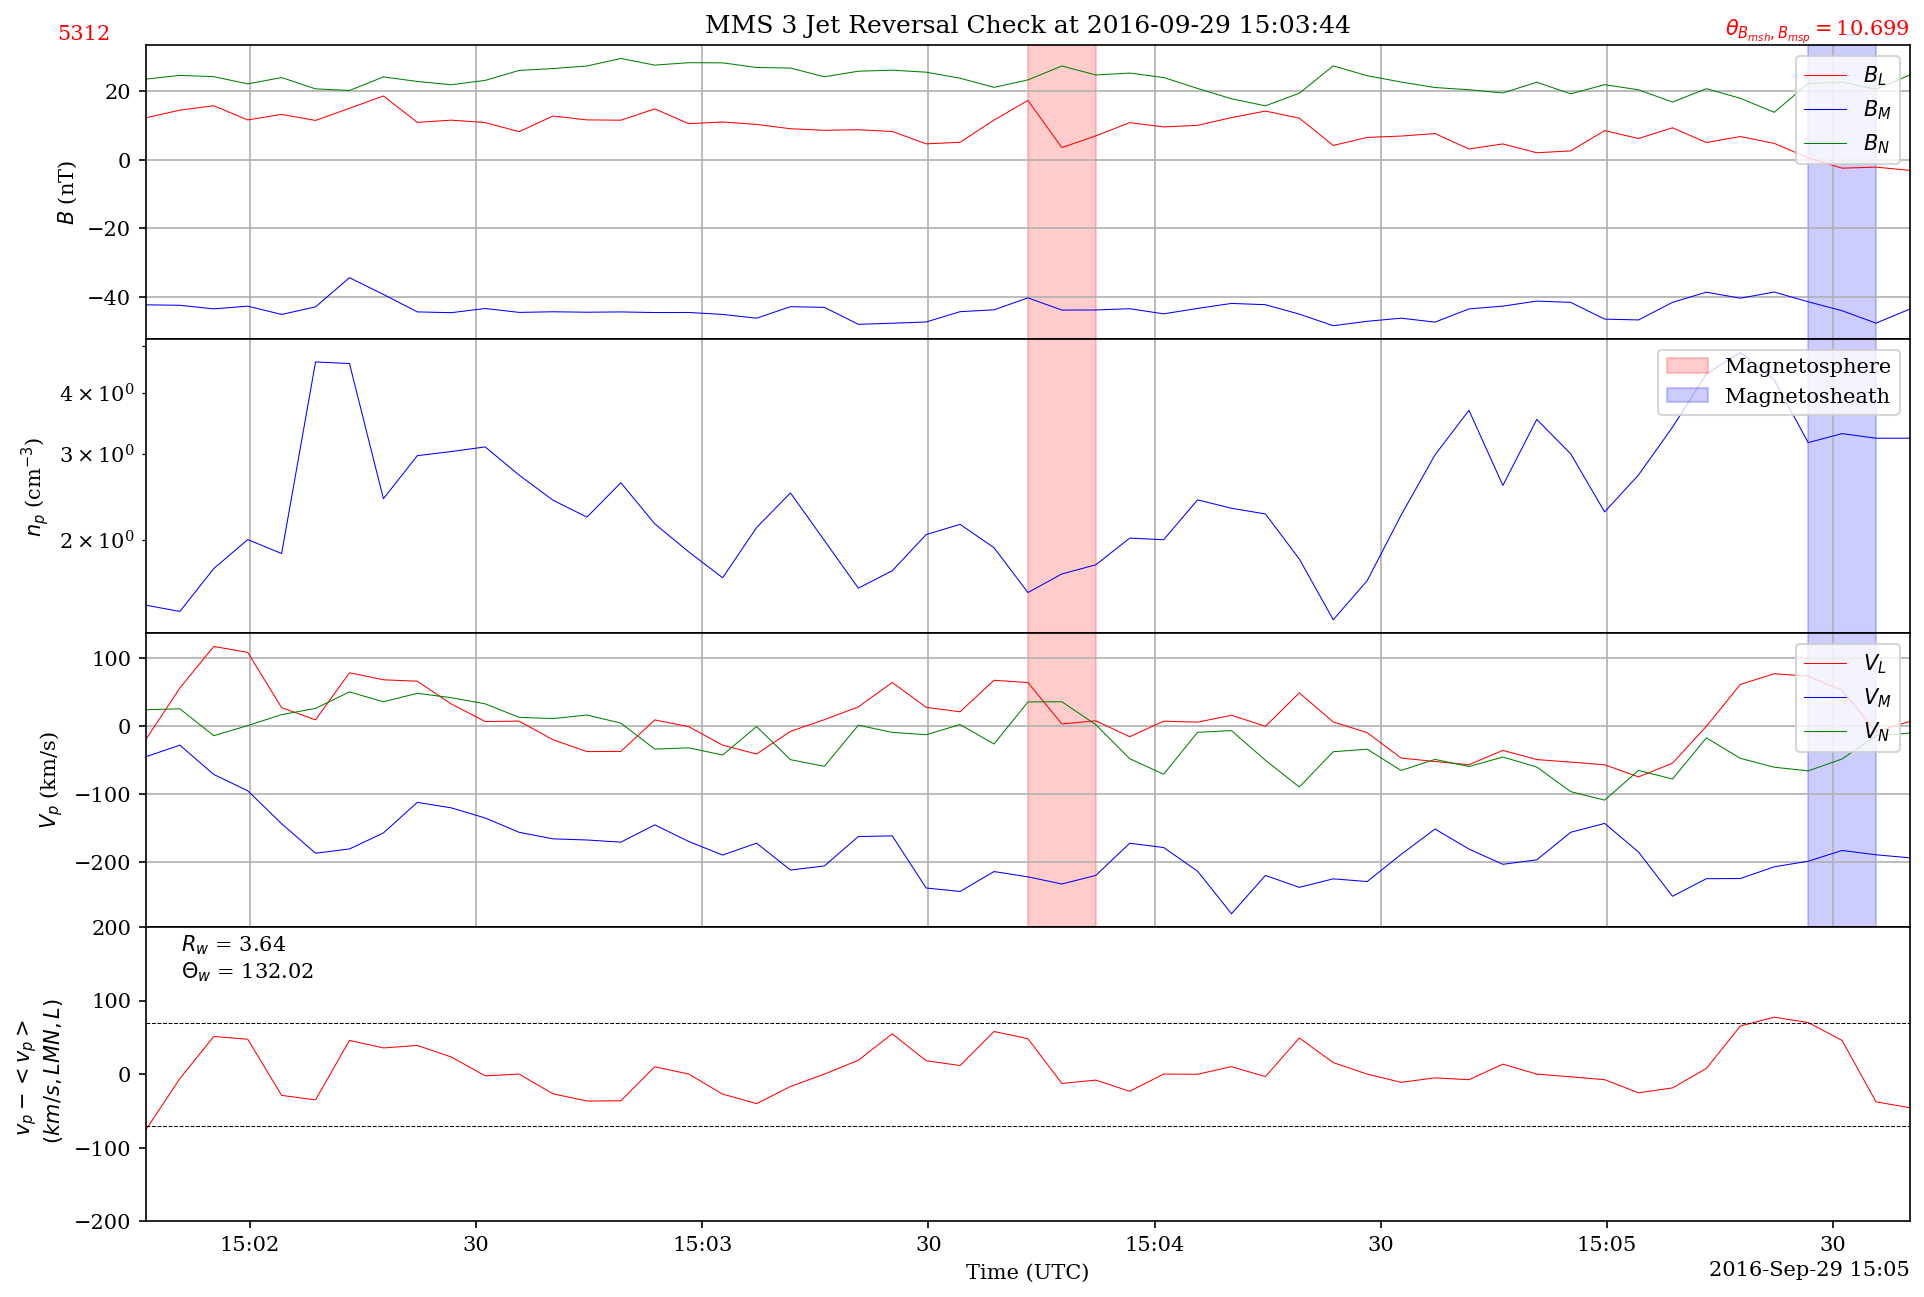 5312
MMS 3 Jet Reversal Check at 2016-09-29 15:03:44
θ_{B_{msh}, B_{msp}} = 10.699
B (nT)
20
0
−20
−40
B_L
B_M
B_N
n_p (cm^{−3})
4 × 10^0
3 × 10^0
2 × 10^0
Magnetosphere
Magnetosheath
V_p (km/s)
100
0
−100
−200
V_L
V_M
V_N
v_p − < v_p >
(km/s, LMN, L)
200
100
0
−100
−200
R_w = 3.64
Θ_w = 132.02
15:02 30 15:03 30 15:04 30 15:05 30
Time (UTC)
2016-Sep-29 15:05